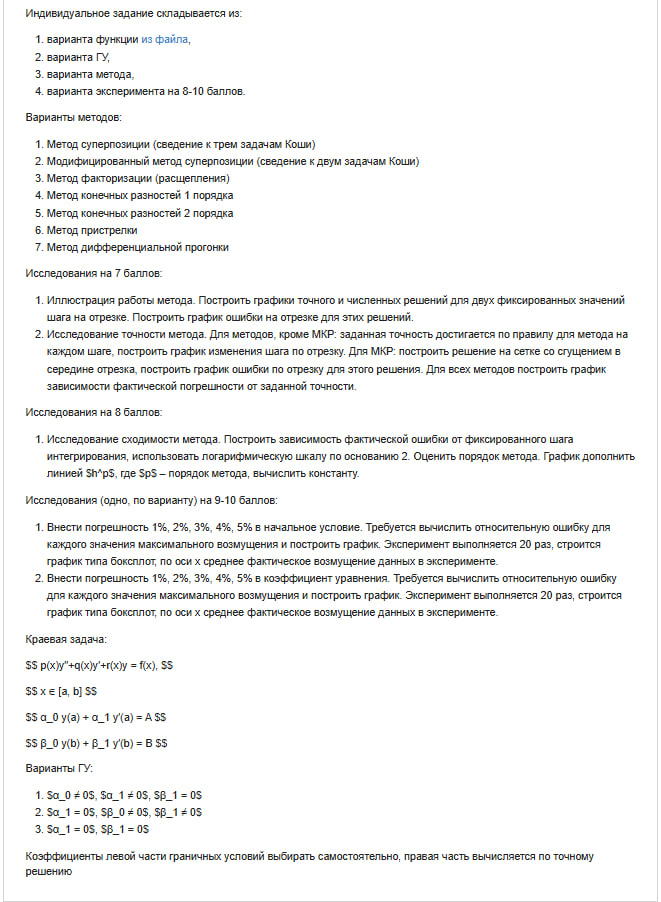 Индивидуальное задание складывается из:
1. варианта функции из файла,
2. варианта ГУ,
3. варианта метода,
4. варианта эксперимента на 8-10 баллов.
Варианты методов:
1. Метод суперпозиции (сведение к трем задачам Коши)
2. Модифицированный метод суперпозиции (сведение к двум задачам Коши)
3. Метод факторизации (расщепления)
4. Метод конечных разностей 1 порядка
5. Метод конечных разностей 2 порядка
6. Метод пристрелки
7. Метод дифференциальной прогонки
Исследования на 7 баллов:
1. Иллюстрация работы метода. Построить графики точного и численных решений для двух фиксированных значений
шага на отрезке. Построить график ошибки на отрезке для этих решений.
2. Исследование точности метода. Для методов, кроме МКР: заданная точность достигается по правилу для метода на
каждом шаге, построить график изменения шага по отрезку. Для МКР: построить решение на сетке со сгущением в
середине отрезка, построить график ошибки по отрезку для этого решения. Для всех методов построить график
зависимости фактической погрешности от заданной точности.
Исследования на 8 баллов:
1. Исследование сходимости метода. Построить зависимость фактической ошибки от фиксированного шага
интегрирования, использовать логарифмическую шкалу по основанию 2. Оценить порядок метода. График дополнить
линией $h^p$, где $p$ – порядок метода, вычислить константу.
Исследования (одно, по варианту) на 9-10 баллов:
1. Внести погрешность 1%, 2%, 3%, 4%, 5% в начальное условие. Требуется вычислить относительную ошибку для
каждого значения максимального возмущения и построить график. Эксперимент выполняется 20 раз, строится
график типа боксплот, по оси x среднее фактическое возмущение данных в эксперименте.
2. Внести погрешность 1%, 2%, 3%, 4%, 5% в коэффициент уравнения. Требуется вычислить относительную ошибку
для каждого значения максимального возмущения и построить график. Эксперимент выполняется 20 раз, строится
график типа боксплот, по оси x среднее фактическое возмущение данных в эксперименте.
Краевая задача:
$$ p(x)y''+q(x)y'+r(x)y = f(x), $$
$$ x ∈ [a, b] $$
$$ α_0 y(a) + α_1 y'(a) = A $$
$$ β_0 y(b) + β_1 y'(b) = B $$
Варианты ГУ:
1. $α_0 ≠ 0$, $α_1 ≠ 0$, $β_1 = 0$
2. $α_1 = 0$, $β_0 ≠ 0$, $β_1 ≠ 0$
3. $α_1 = 0$, $β_1 = 0$
Коэффициенты левой части граничных условий выбирать самостоятельно, правая часть вычисляется по точному
решению